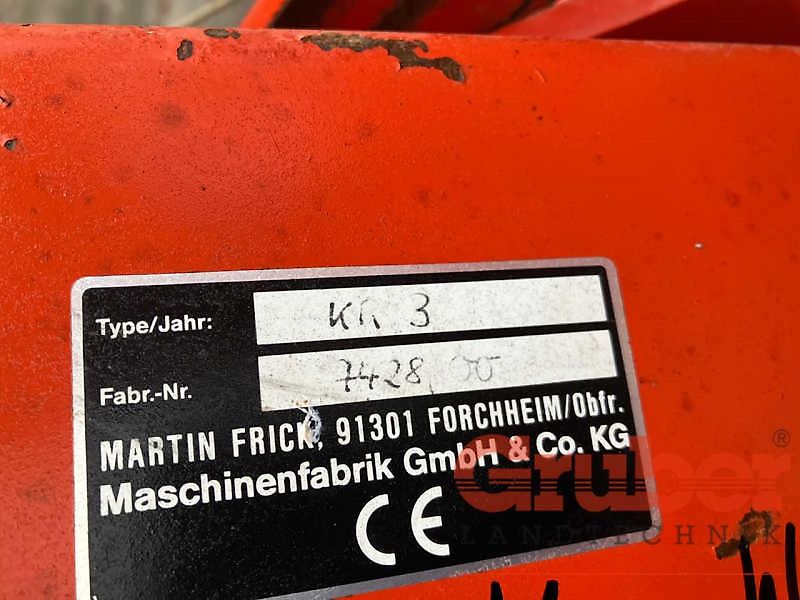 Type/Jahr: KR 3
Fabr.-Nr. 7428,00
MARTIN FRICK, 91301 FORCHHEIM/Obfr.
Maschinenfabrik GmbH & Co. KG
CE
Gruber®
LANDTECHNIK